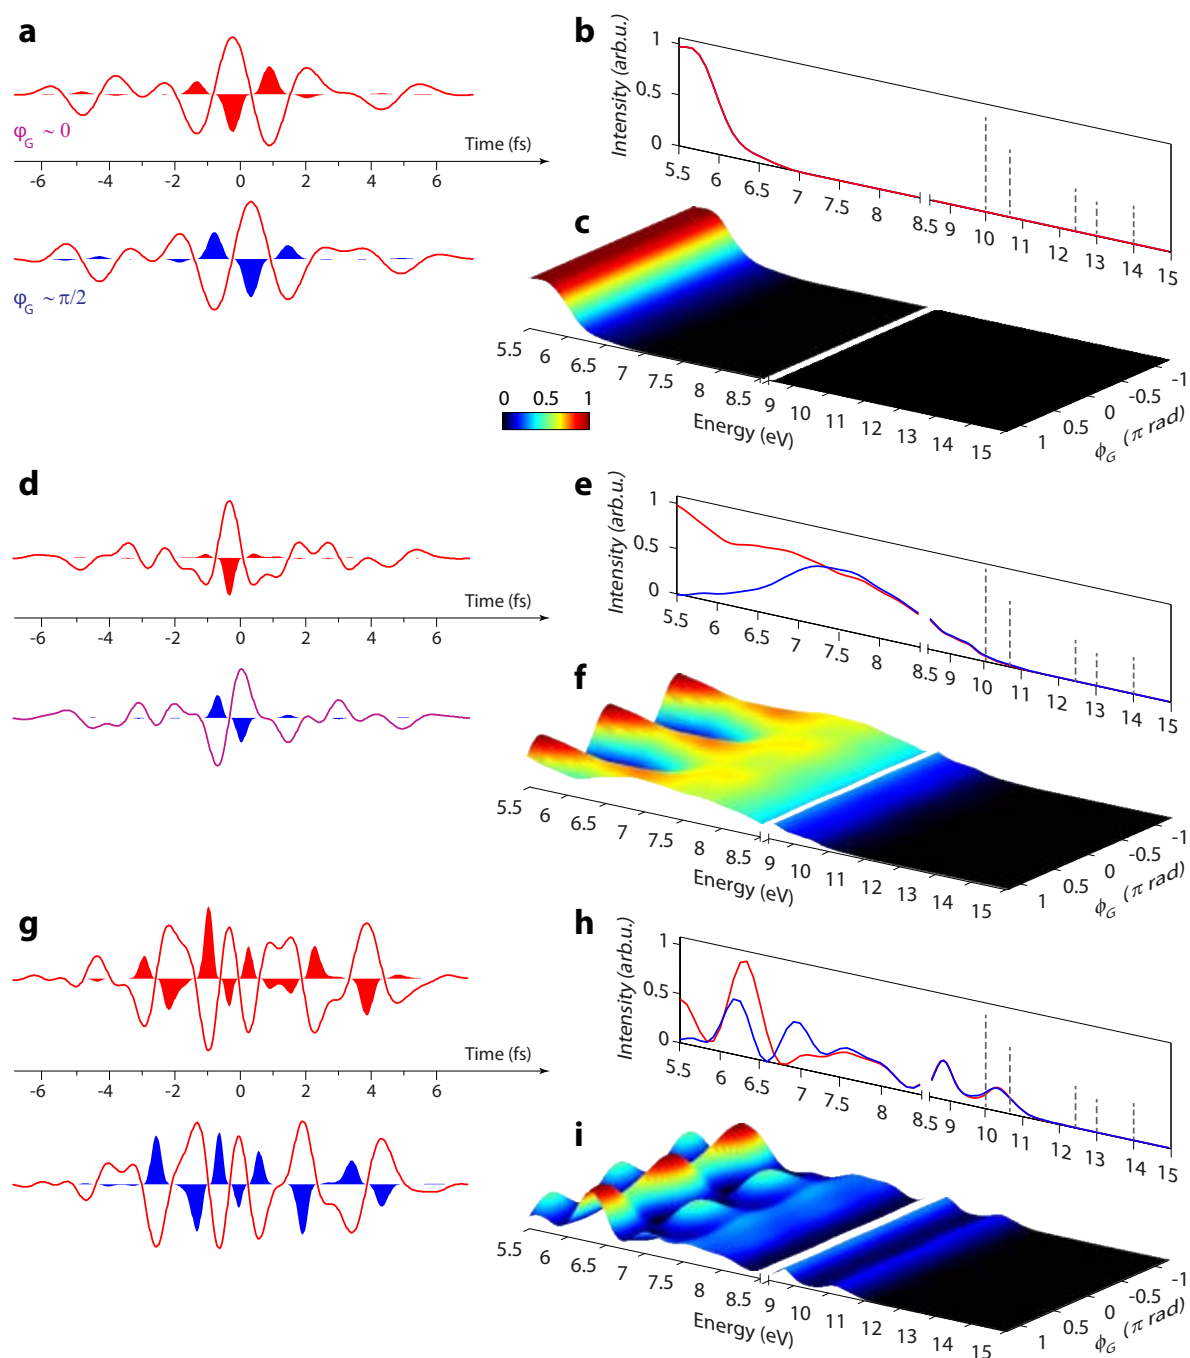 a
φG ~ 0
Time (fs)
-6 -4 -2 0 2 4 6
φG ~ π/2
b
Intensity (arb.u.)
1
0.5
0
5.5 6 6.5 7 7.5 8 8.5 9 10 11 12 13 14 15
c
5.5 6 6.5 7 7.5 8 8.5 9 10 11 12 13 14 15
Energy (eV)
1 0.5 0 -0.5 -1
ϕG (π rad)
0 0.5 1
d
Time (fs)
-6 -4 -2 0 2 4 6
e
Intensity (arb.u.)
1
0.5
0
5.5 6 6.5 7 7.5 8 8.5 9 10 11 12 13 14 15
f
5.5 6 6.5 7 7.5 8 8.5 9 10 11 12 13 14 15
Energy (eV)
1 0.5 0 -0.5 -1
ϕG (π rad)
g
Time (fs)
-6 -4 -2 0 2 4 6
h
Intensity (arb.u.)
1
0.5
0
5.5 6 6.5 7 7.5 8 8.5 9 10 11 12 13 14 15
i
5.5 6 6.5 7 7.5 8 8.5 9 10 11 12 13 14 15
Energy (eV)
1 0.5 0 -0.5 -1
ϕG (π rad)